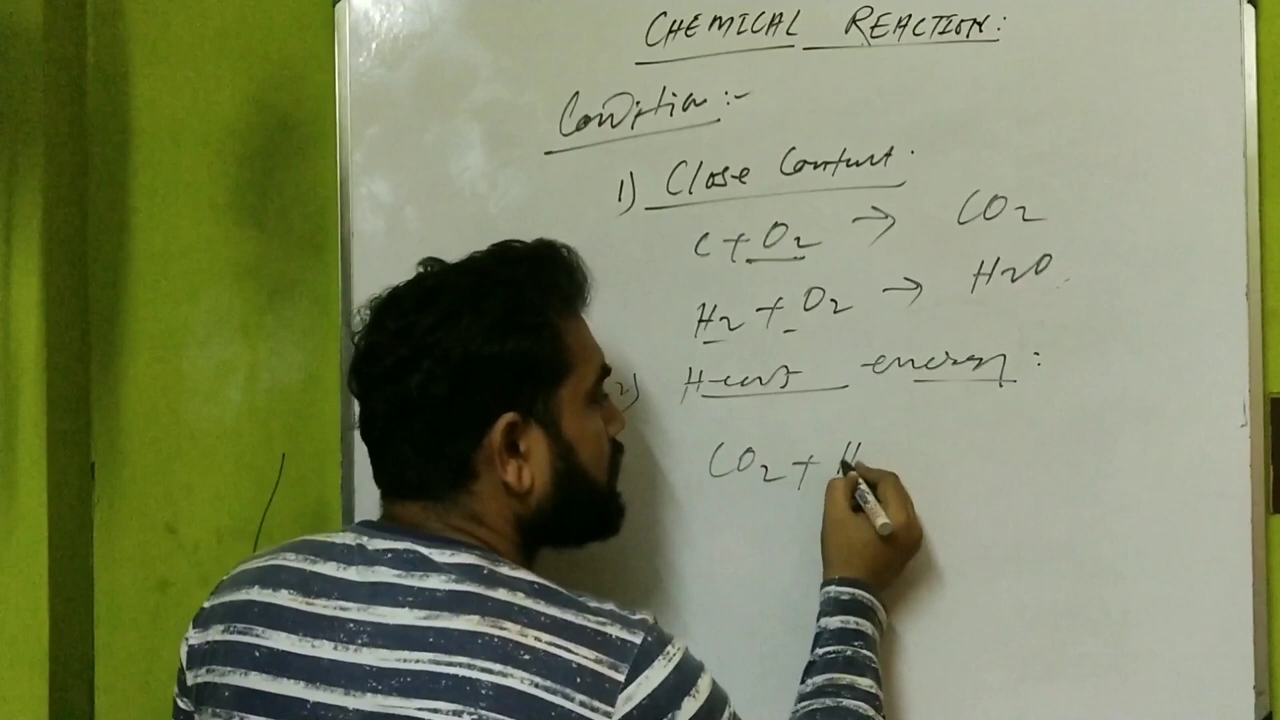 CHEMICAL REACTION:
Condition :-
1) Close Contact.
C + O2 → CO2
H2 + O2 → H2O
2) Heat energy :
CO2 + H